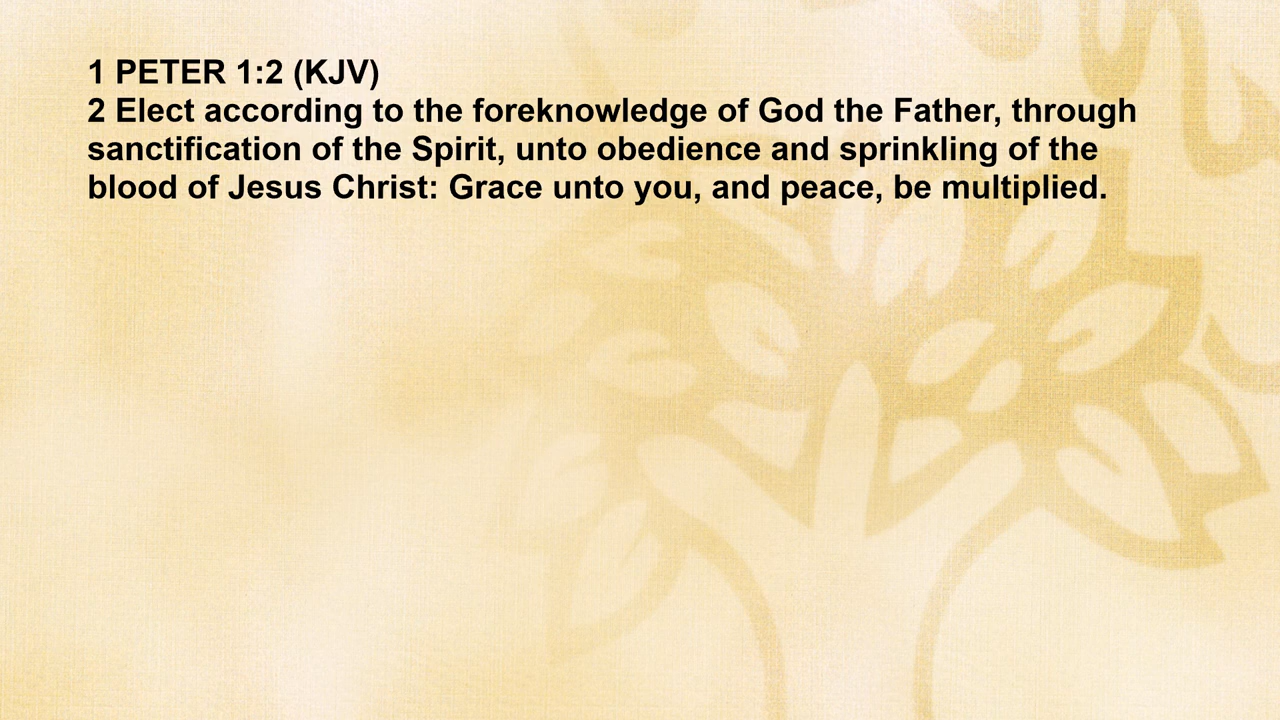 1 PETER 1:2 (KJV)
2 Elect according to the foreknowledge of God the Father, through
sanctification of the Spirit, unto obedience and sprinkling of the
blood of Jesus Christ: Grace unto you, and peace, be multiplied.